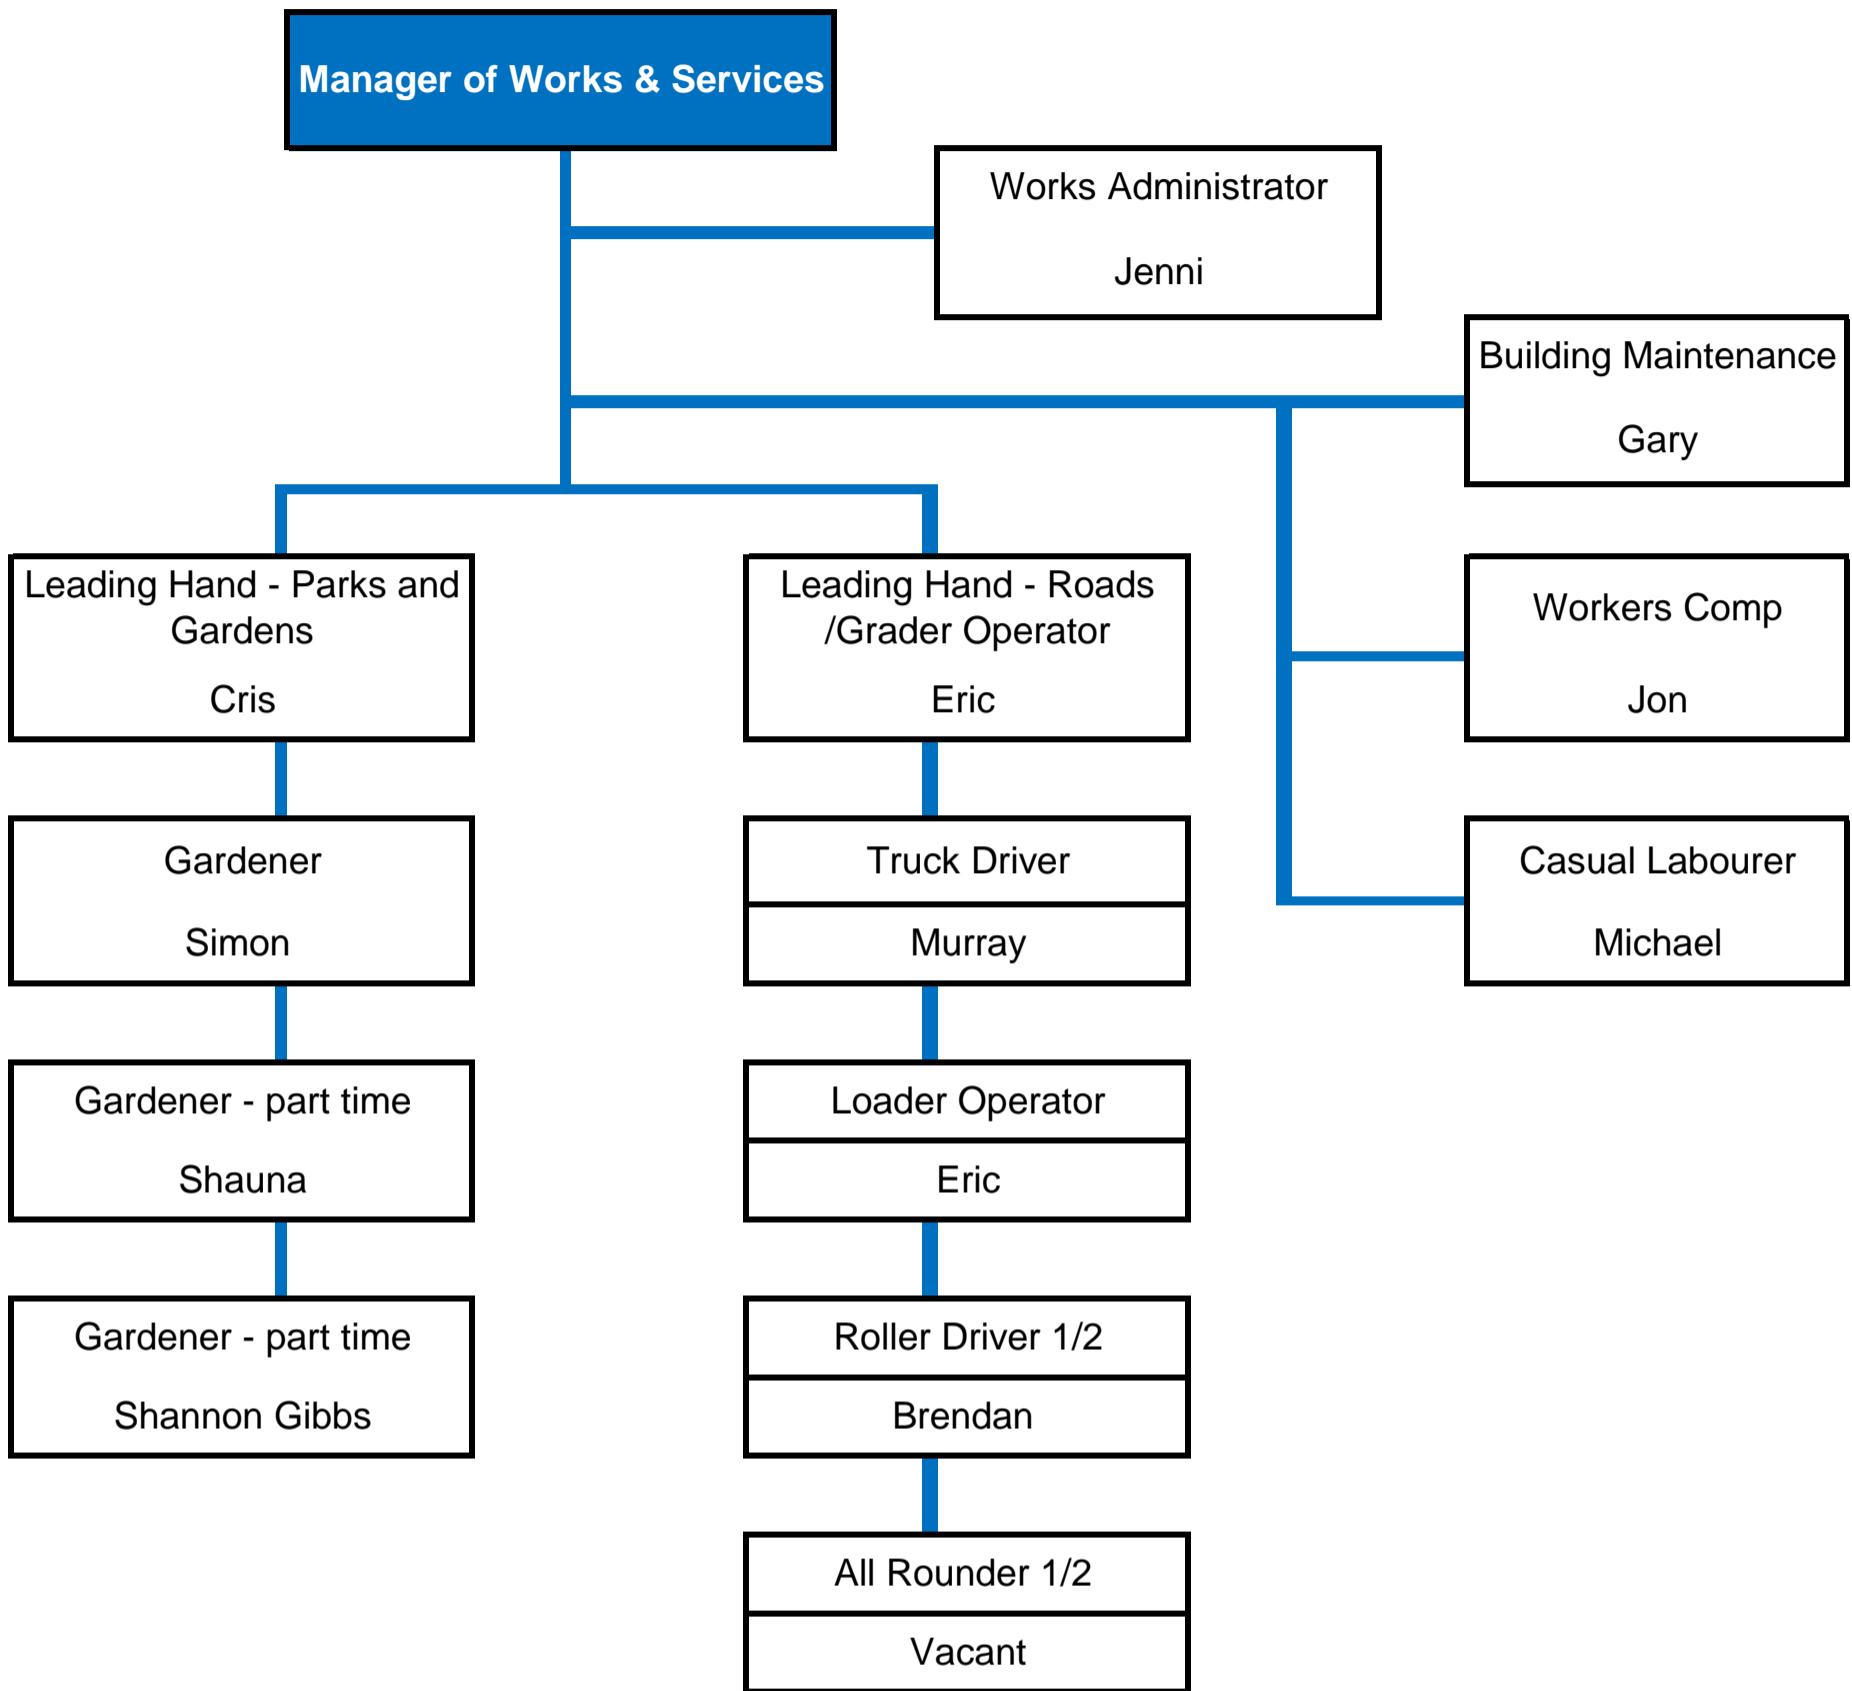 Manager of Works & Services
Works Administrator
Jenni
Building Maintenance
Gary
Leading Hand - Parks and
Gardens
Cris
Leading Hand - Roads
/Grader Operator
Eric
Workers Comp
Jon
Gardener
Simon
Truck Driver
Murray
Casual Labourer
Michael
Gardener - part time
Shauna
Loader Operator
Eric
Gardener - part time
Shannon Gibbs
Roller Driver 1/2
Brendan
All Rounder 1/2
Vacant